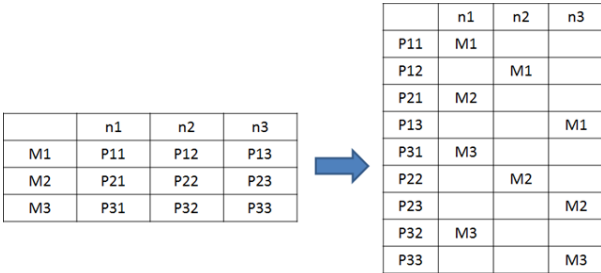 n1 n2 n3
M1 P11 P12 P13
M2 P21 P22 P23
M3 P31 P32 P33
n1 n2 n3
P11 M1
P12 M1
P21 M2
P13 M1
P31 M3
P22 M2
P23 M2
P32 M3
P33 M3